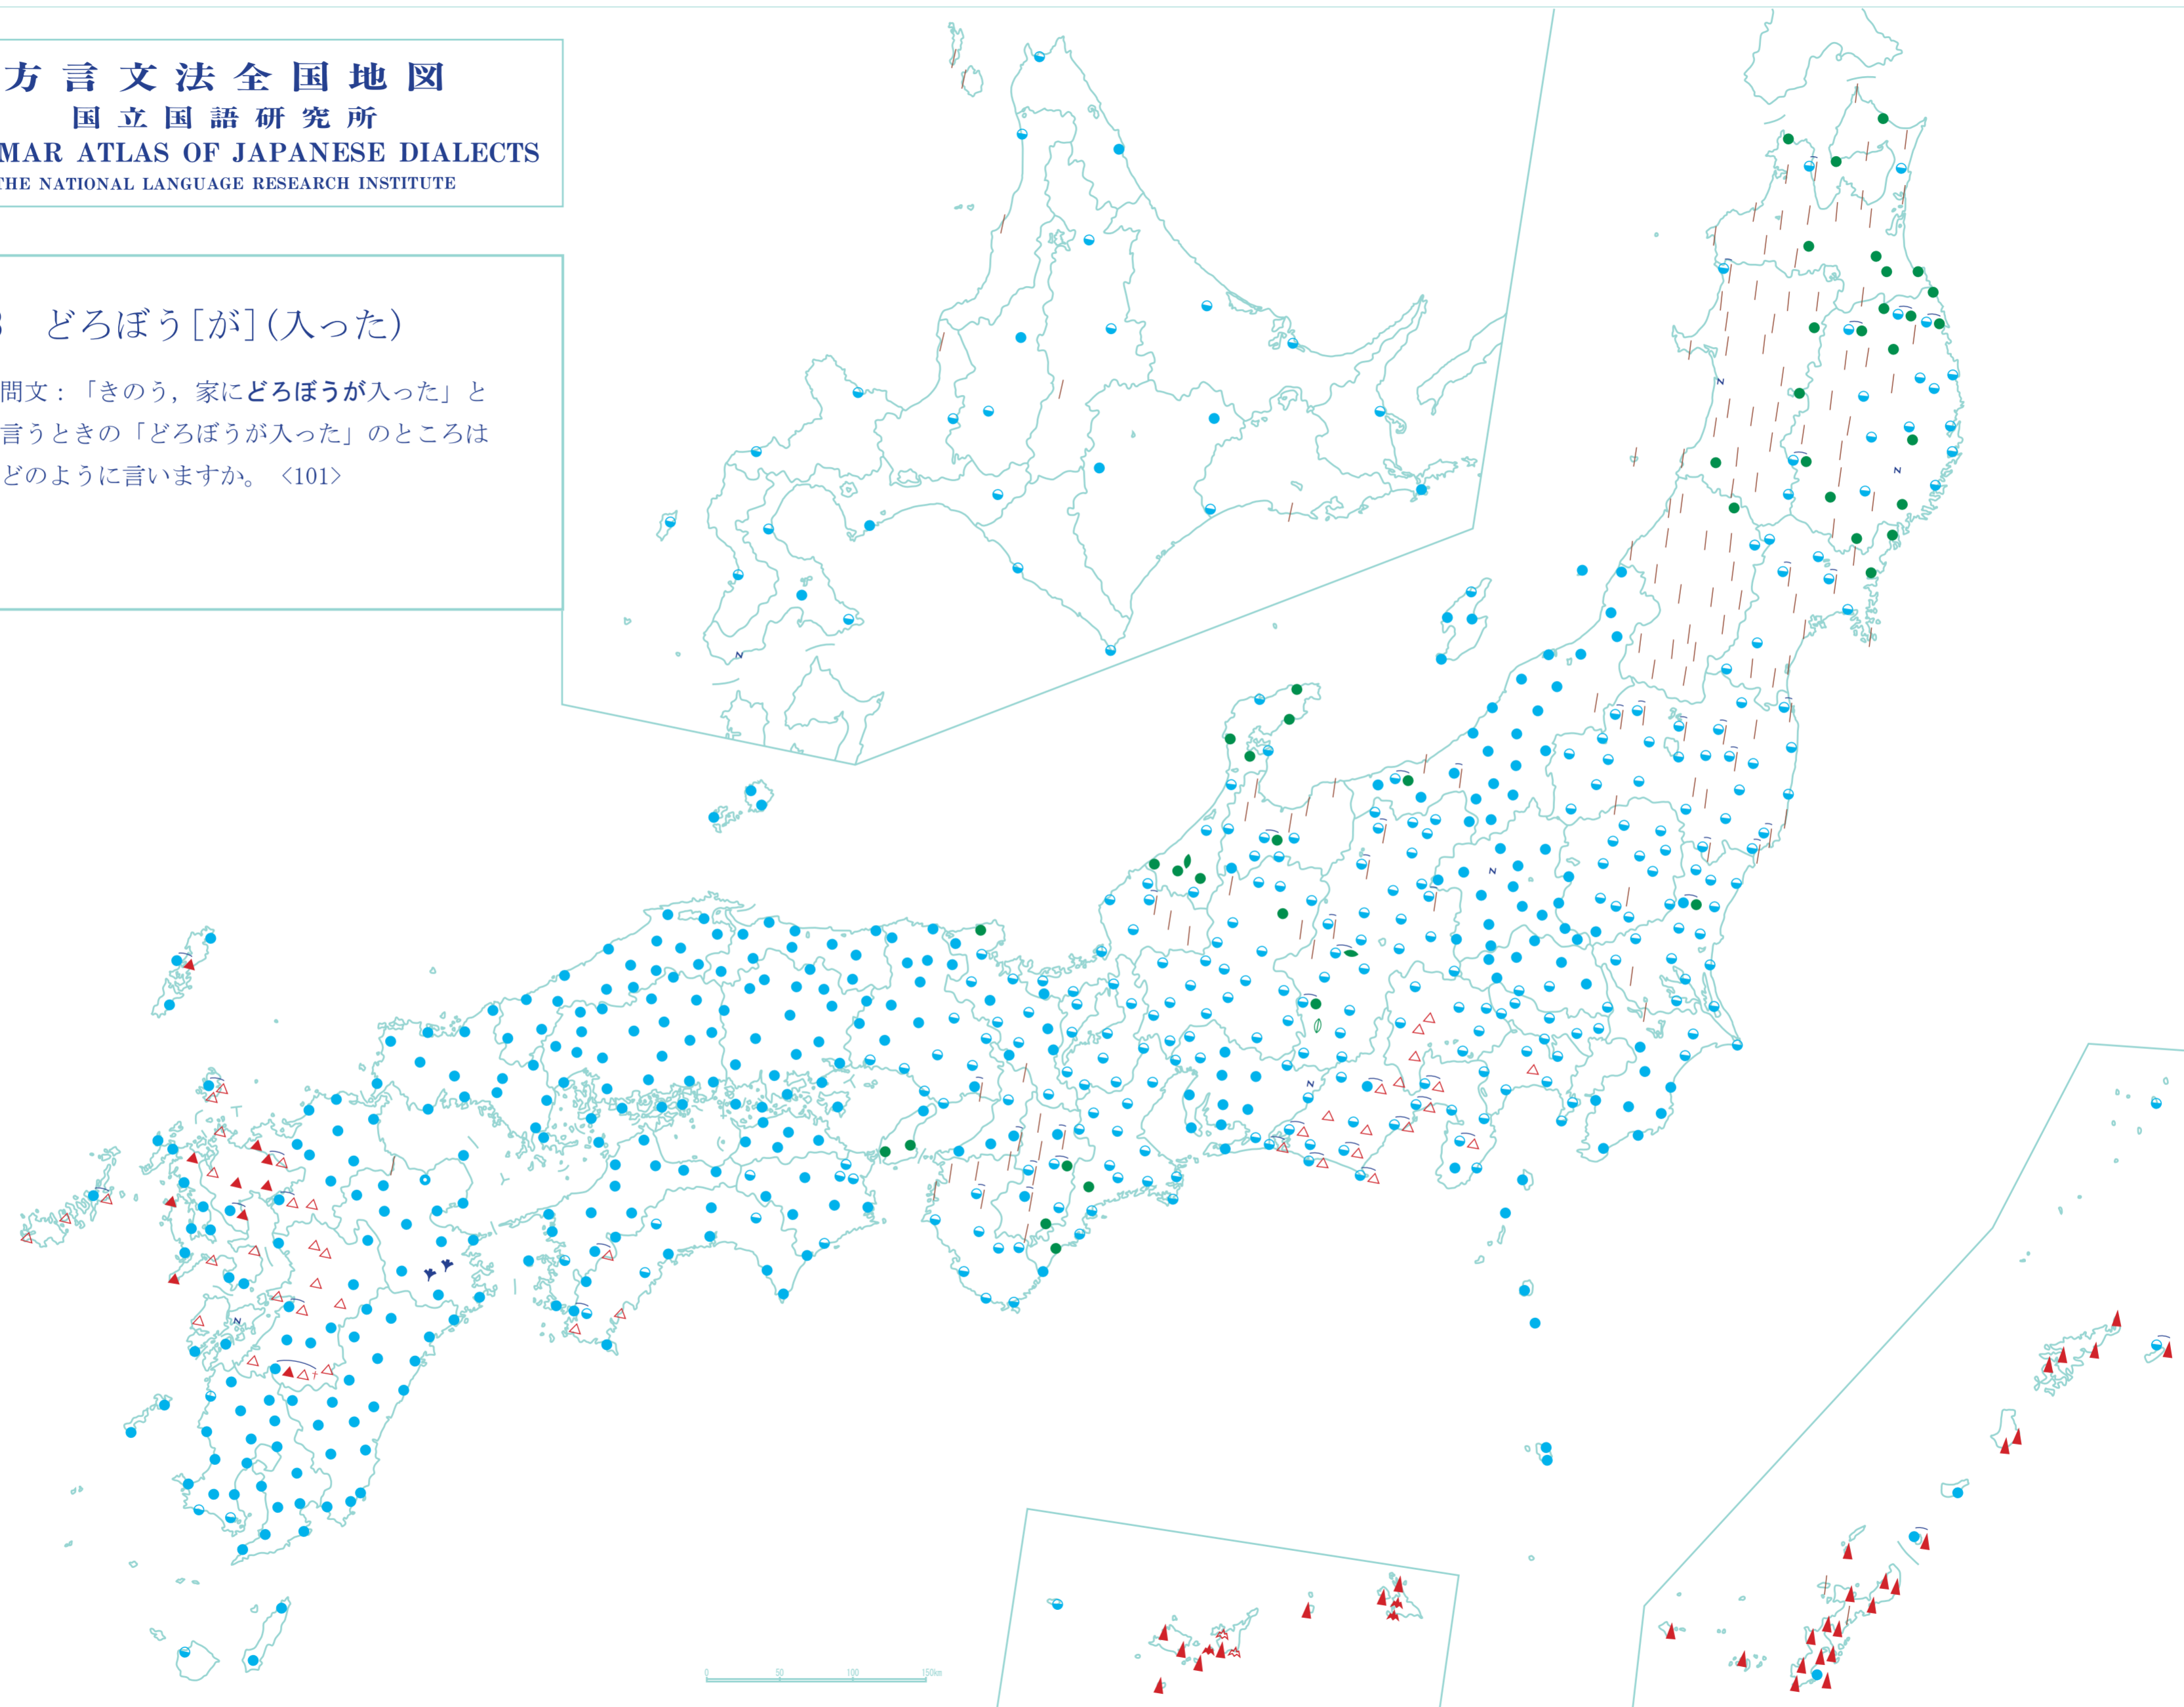 方言文法全国地図
国立国語研究所
MAR ATLAS OF JAPANESE DIALECTS
THE NATIONAL LANGUAGE RESEARCH INSTITUTE
どろぼう[が](入った)
問文:「きのう,家にどろぼうが入った」と
言うときの「どろぼうが入った」のところは
どのように言いますか。 〈101〉
0 50 100 150km